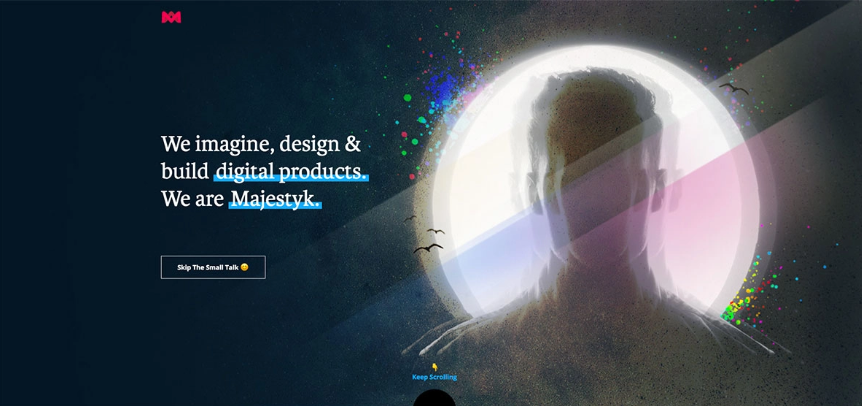 We imagine, design &
build digital products.
We are Majestyk.
Skip The Small Talk 😀
👇
Keep Scrolling